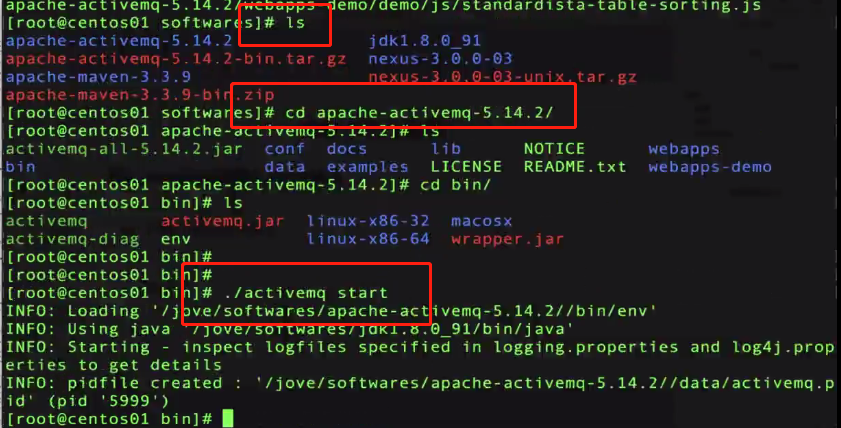 apache-activemq-5.14.2/webapps-demo/demo/js/standardista-table-sorting.js
[root@centos01 softwares]# ls
apache-activemq-5.14.2 jdk1.8.0_91
apache-activemq-5.14.2-bin.tar.gz nexus-3.0.0-03
apache-maven-3.3.9 nexus-3.0.0-03-unix.tar.gz
apache-maven-3.3.9-bin.zip
[root@centos01 softwares]# cd apache-activemq-5.14.2/
[root@centos01 apache-activemq-5.14.2]# ls
activemq-all-5.14.2.jar conf docs lib NOTICE webapps
bin data examples LICENSE README.txt webapps-demo
[root@centos01 apache-activemq-5.14.2]# cd bin/
[root@centos01 bin]# ls
activemq activemq.jar linux-x86-32 macosx
activemq-diag env linux-x86-64 wrapper.jar
[root@centos01 bin]#
[root@centos01 bin]#
[root@centos01 bin]# ./activemq start
INFO: Loading '/jove/softwares/apache-activemq-5.14.2//bin/env'
INFO: Using java '/jove/softwares/jdk1.8.0_91/bin/java'
INFO: Starting - inspect logfiles specified in logging.properties and log4j.prop
erties to get details
INFO: pidfile created : '/jove/softwares/apache-activemq-5.14.2//data/activemq.p
id' (pid '5999')
[root@centos01 bin]#